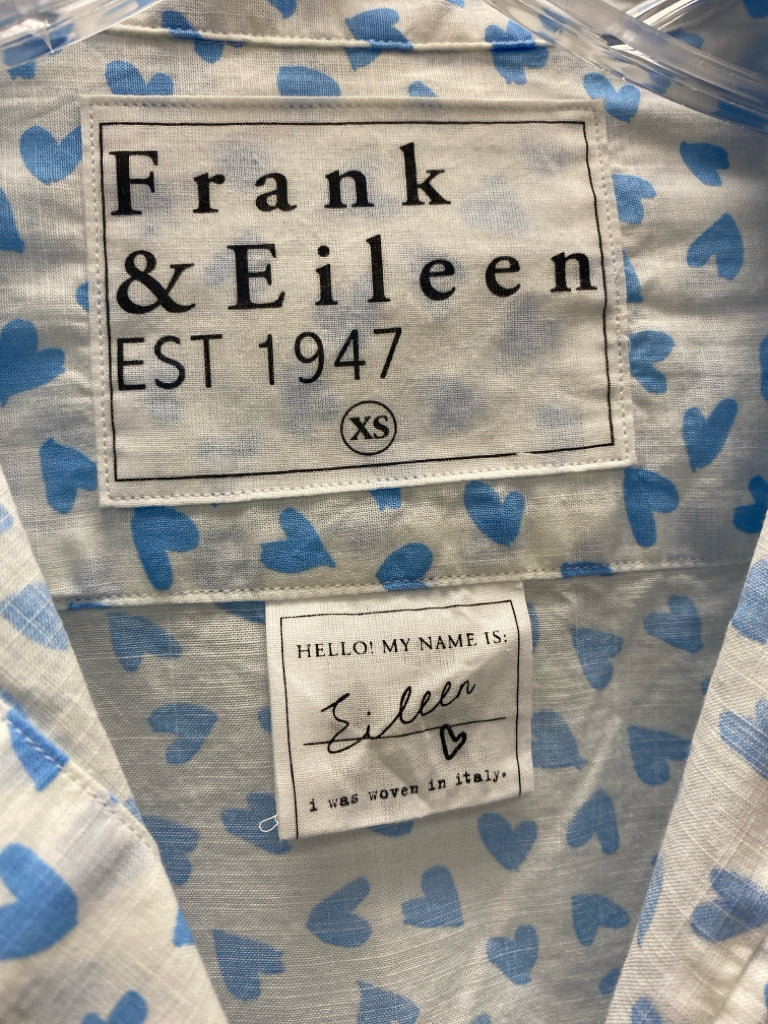 Frank
& Eileen
EST 1947
XS
HELLO! MY NAME IS:
Eileen
i was woven in italy.